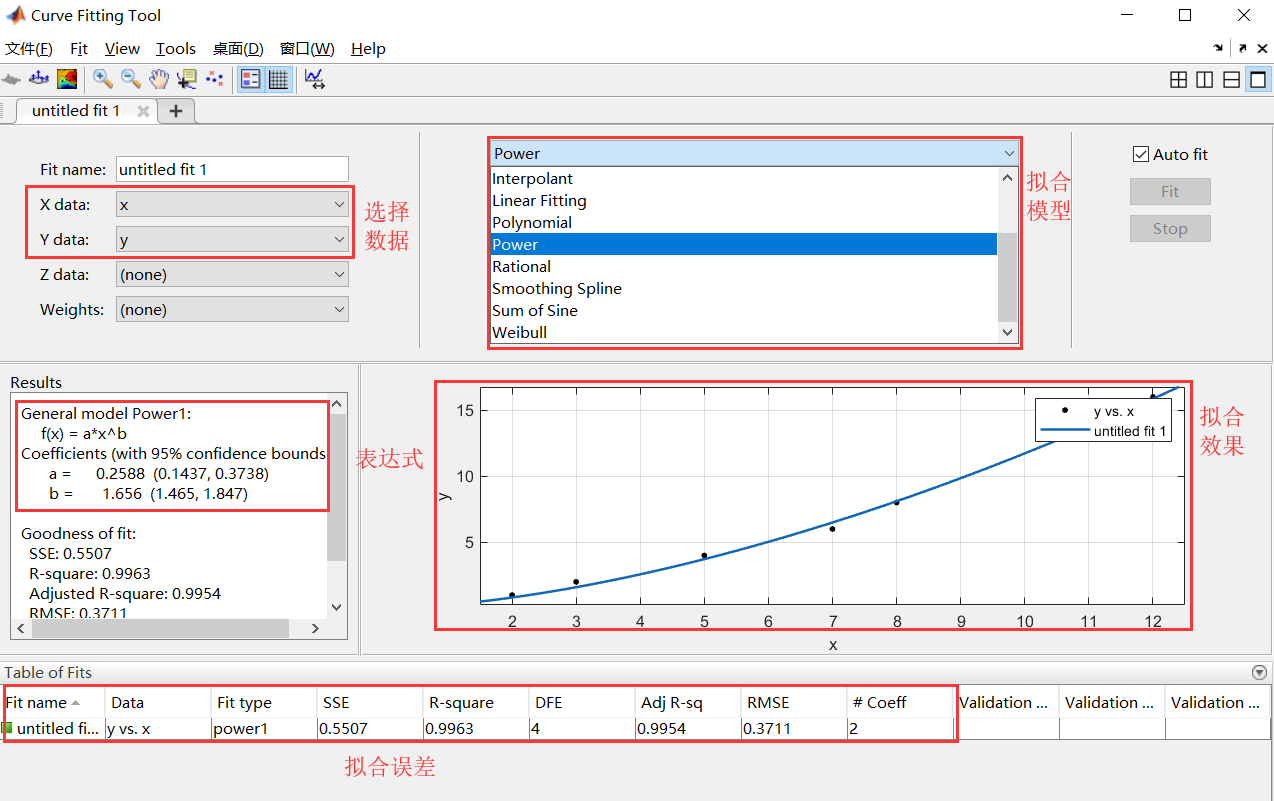 Curve Fitting Tool
文件(F) Fit View Tools 桌面(D) 窗口(W) Help
untitled fit 1
Fit name: untitled fit 1
X data: x
Y data: y
Z data: (none)
Weights: (none)
选择
数据
Power
Interpolant
Linear Fitting
Polynomial
Power
Rational
Smoothing Spline
Sum of Sine
Weibull
拟合
模型
Auto fit
Fit
Stop
Results
General model Power1:
f(x) = a*x^b
Coefficients (with 95% confidence bounds
a = 0.2588 (0.1437, 0.3738)
b = 1.656 (1.465, 1.847)
Goodness of fit:
SSE: 0.5507
R-square: 0.9963
Adjusted R-square: 0.9954
RMSE: 0.3711
表达式
15
10
5
y
y vs. x
untitled fit 1
2 3 4 5 6 7 8 9 10 11 12
x
拟合
效果
Table of Fits
Fit name Data Fit type SSE R-square DFE Adj R-sq RMSE # Coeff Validation ... Validation ... Validation ...
untitled fi... y vs. x power1 0.5507 0.9963 4 0.9954 0.3711 2
拟合误差